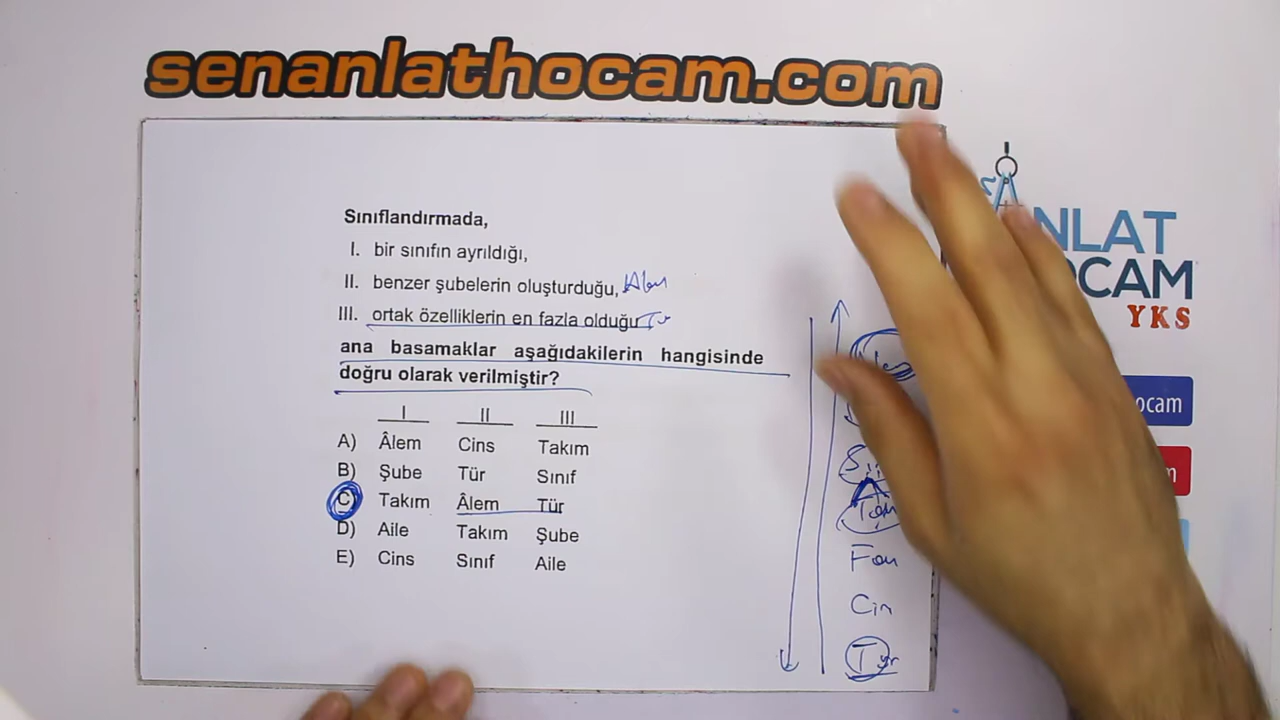 senanlathocam.com
Sınıflandırmada,
I. bir sınıfın ayrıldığı,
II. benzer şubelerin oluşturduğu, Alem
III. ortak özelliklerin en fazla olduğu Tür
ana basamaklar aşağıdakilerin hangisinde
doğru olarak verilmiştir?
I II III
A) Âlem Cins Takım
B) Şube Tür Sınıf
C) Takım Âlem Tür
D) Aile Takım Şube
E) Cins Sınıf Aile
Fam
Cin
Tür
NLAT
OCAM
YKS
ocam
m